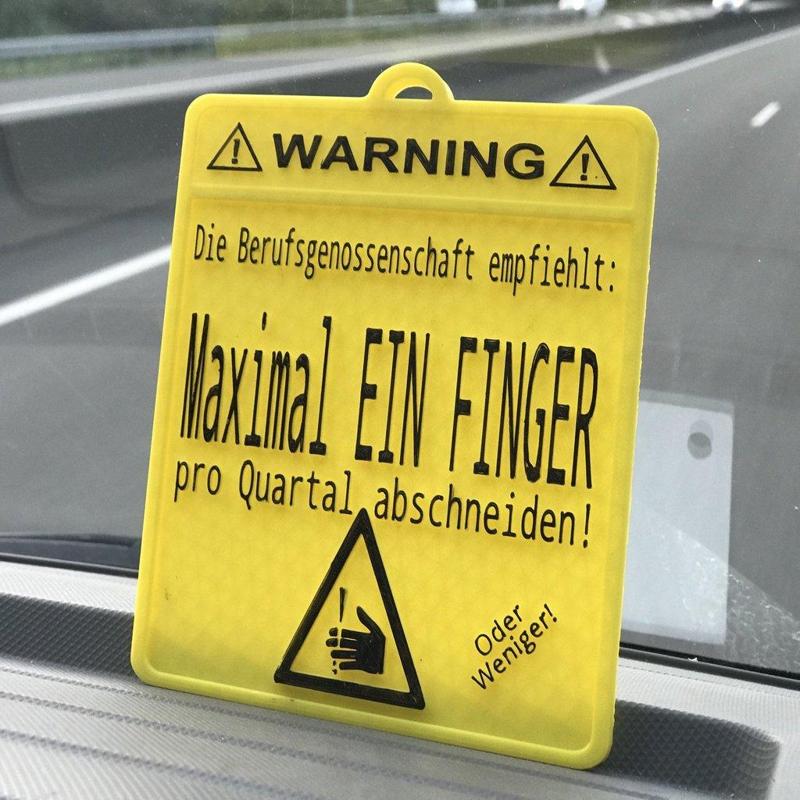 WARNING
Die Berufsgenossenschaft empfiehlt:
Maximal EIN FINGER
pro Quartal abschneiden!
Oder
Weniger!